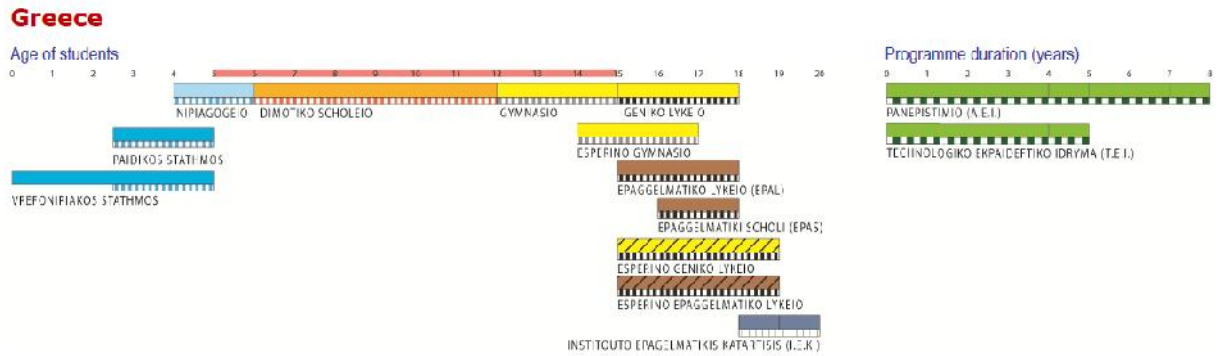 Greece
Age of students Programme duration (years)
0 1 2 3 4 5 6 7 8 9 10 11 12 13 14 15 16 17 18 19 20 0 1 2 3 4 5 6 7 8
NIPIAGOGEIO DIMOTIKO SCHOLEIO GYMNASIO GENIKO LYKEIO PANEPISTIMIO (A.E.I.)
PAIDIKOS STATHMOS ESPERINO GYMNASIO TECHNOLOGIKO EKPAIDEFTIKO IDRYMA (T.E.I.)
VREFONIPIAKOS STATHMOS EPAGGELMATIKO LYKEIO (EPAL)
EPAGGELMATIKI SCHOLI (EPAS)
ESPERINO GENIKO LYKEIO
ESPERINO EPAGGELMATIKO LYKEIO
INSTITOUTO EPAGELMATIKIS KATARTISIS (I.E.K.)